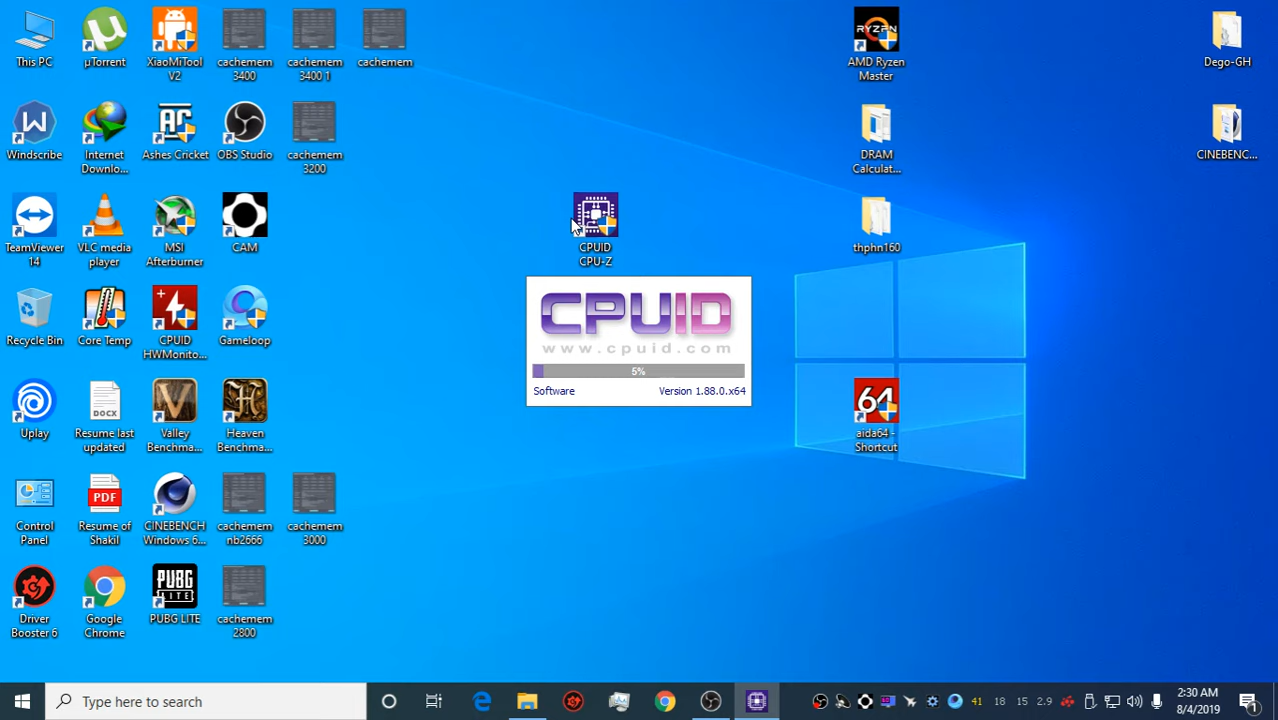 This PC
µTorrent
XiaoMiTool
V2
cachemem
3400
cachemem
3400 1
cachemem
RYZEN
AMD Ryzen
Master
Dego-GH
Windscribe
Internet
Downlo...
Ashes Cricket
OBS Studio
cachemem
3200
DRAM
Calculat...
CINEBENC...
TeamViewer
14
VLC media
player
MSI
Afterburner
CAM
CPUID
CPU-Z
thphn160
Recycle Bin
Core Temp
CPUID
HWMonito...
Gameloop
CPUID
www.cpuid.com
5%
Software
Version 1.88.0.x64
Uplay
DOCX
Resume last
updated
Valley
Benchma...
Heaven
Benchma...
64
aida64 -
Shortcut
Control
Panel
PDF
Resume of
Shakil
CINEBENCH
Windows 6...
cachemem
nb2666
cachemem
3000
Driver
Booster 6
Google
Chrome
PUBG
LITE
PUBG LITE
cachemem
2800
Type here to search
41
18
15
2.9
2:30 AM
8/4/2019
1